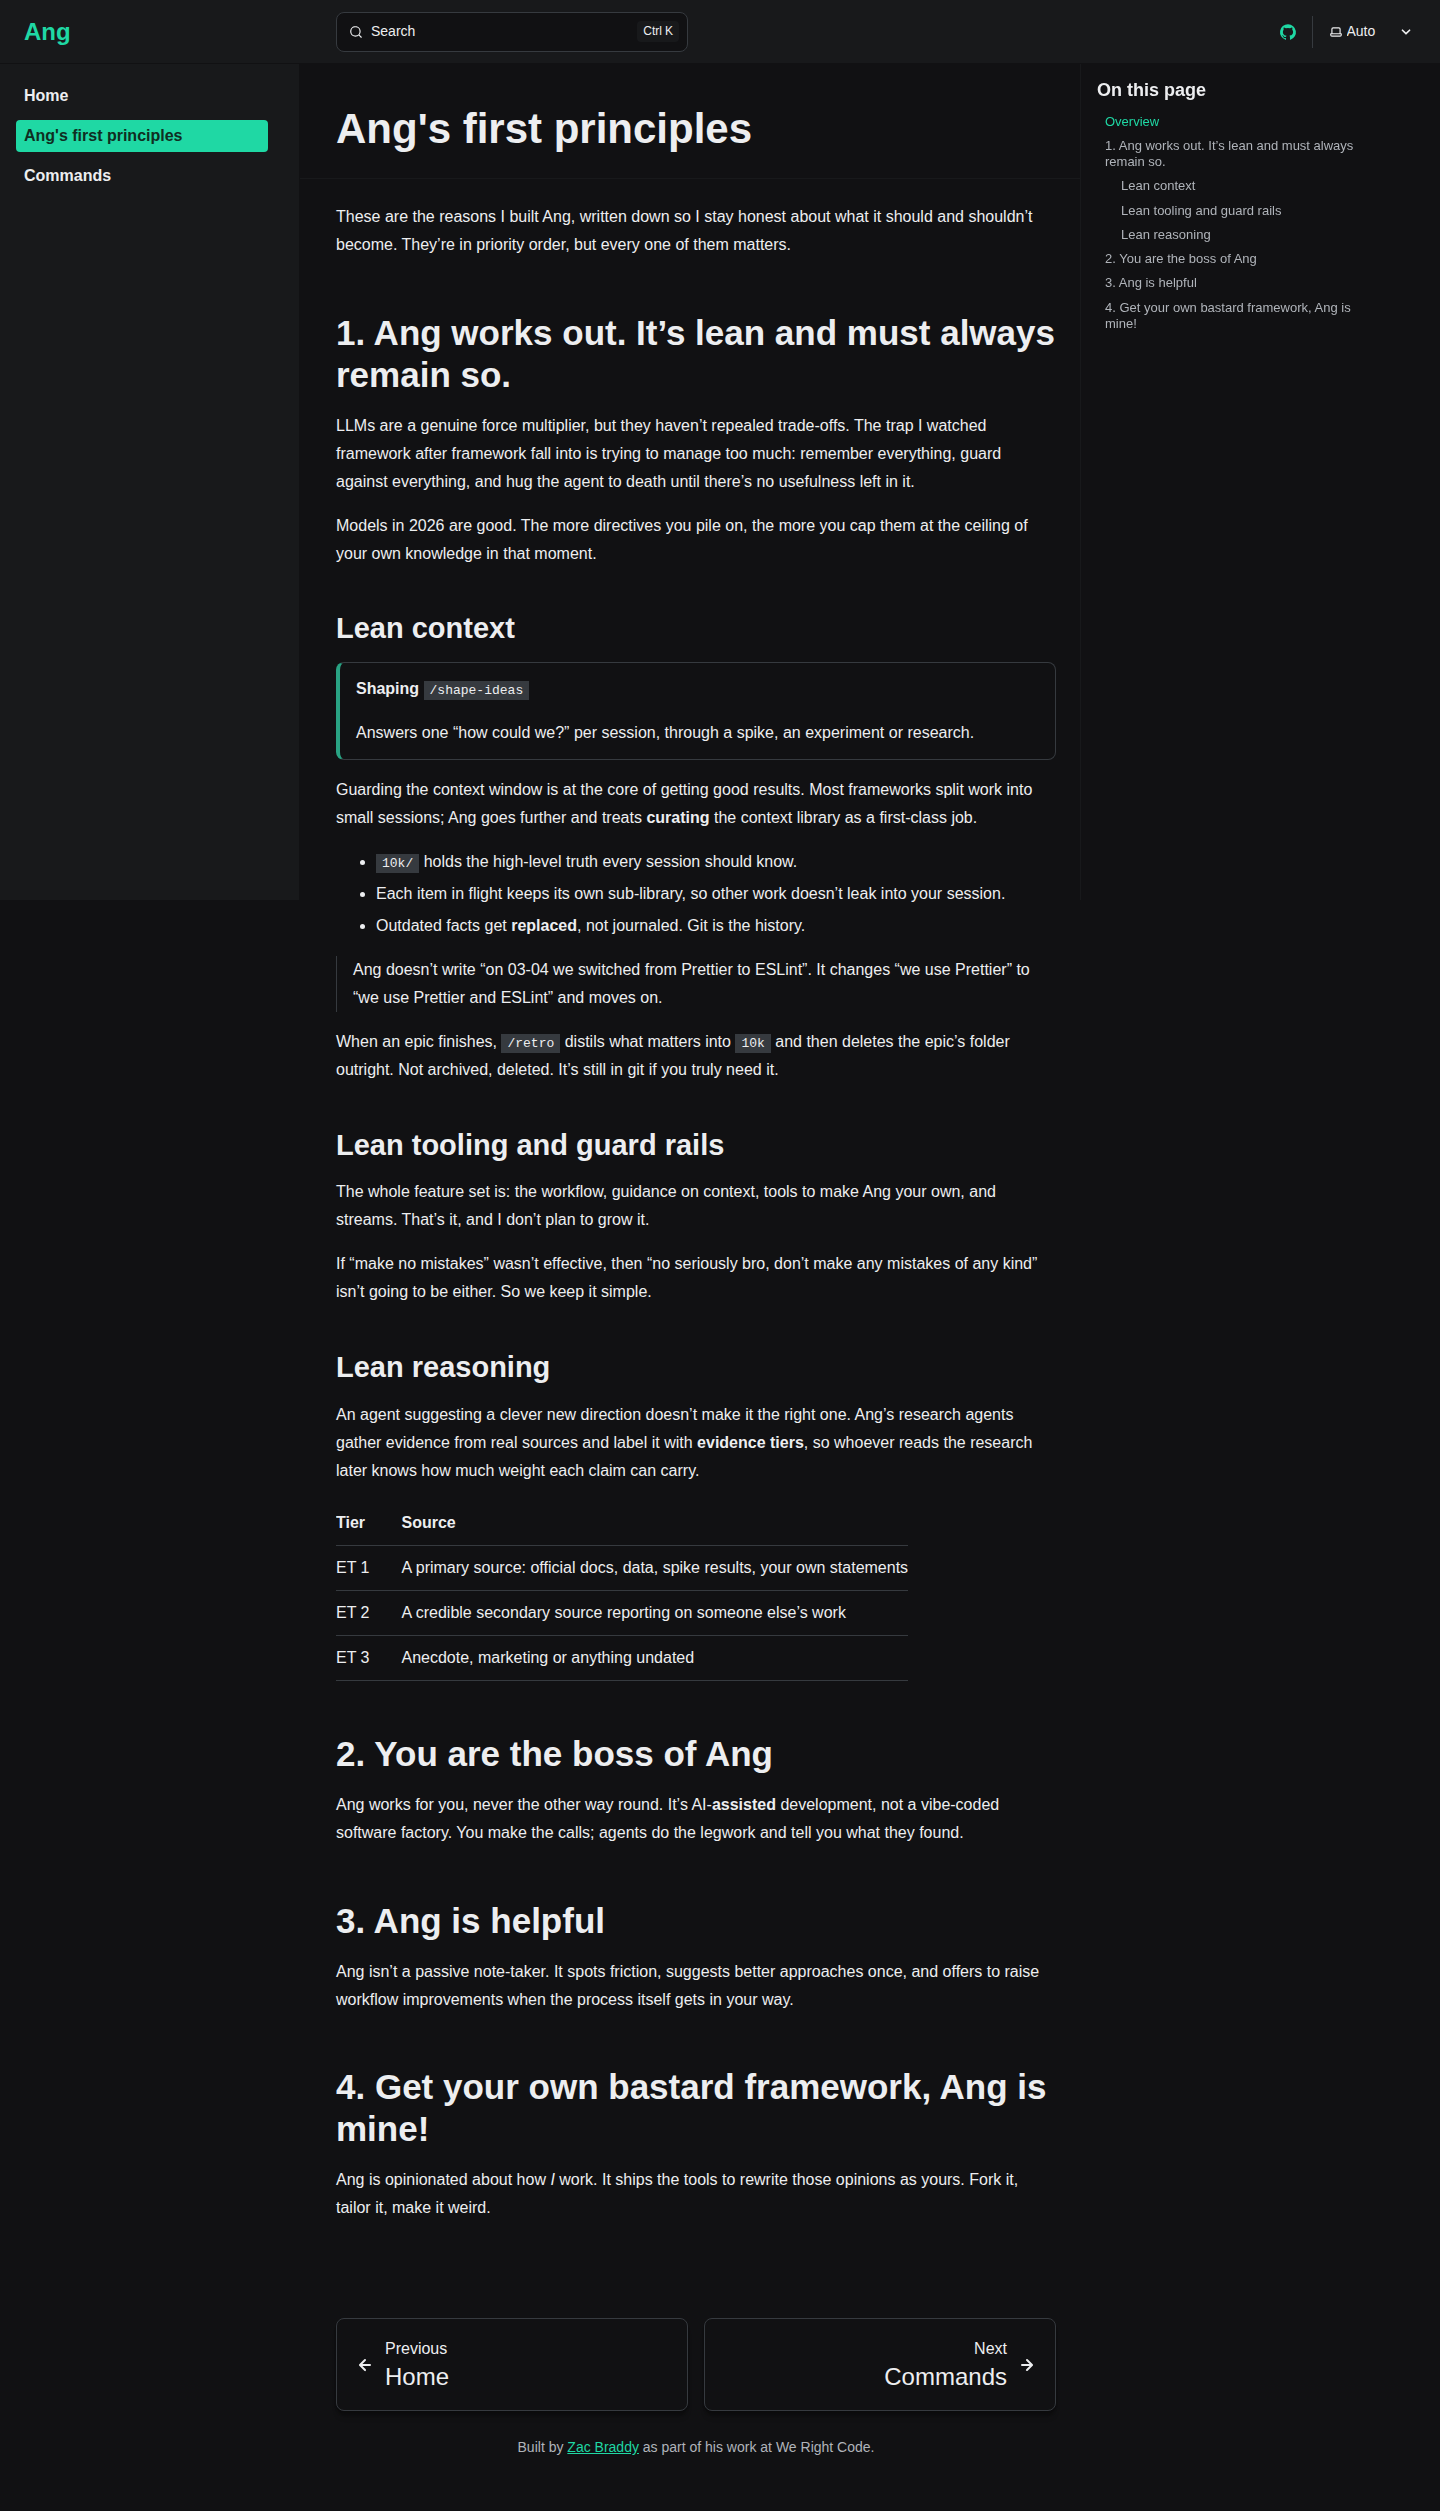 Ang
Search
Ctrl K
Auto
Home
Ang's first principles
Commands
On this page
Overview
1. Ang works out. It’s lean and must always
remain so.
Lean context
Lean tooling and guard rails
Lean reasoning
2. You are the boss of Ang
3. Ang is helpful
4. Get your own bastard framework, Ang is
mine!
Ang's first principles
These are the reasons I built Ang, written down so I stay honest about what it should and shouldn’t
become. They’re in priority order, but every one of them matters.
1. Ang works out. It’s lean and must always
remain so.
LLMs are a genuine force multiplier, but they haven’t repealed trade-offs. The trap I watched
framework after framework fall into is trying to manage too much: remember everything, guard
against everything, and hug the agent to death until there’s no usefulness left in it.
Models in 2026 are good. The more directives you pile on, the more you cap them at the ceiling of
your own knowledge in that moment.
Lean context
Shaping /shape-ideas
Answers one “how could we?” per session, through a spike, an experiment or research.
Guarding the context window is at the core of getting good results. Most frameworks split work into
small sessions; Ang goes further and treats curating the context library as a first-class job.
• 10k/ holds the high-level truth every session should know.
• Each item in flight keeps its own sub-library, so other work doesn’t leak into your session.
• Outdated facts get replaced, not journaled. Git is the history.
Ang doesn’t write “on 03-04 we switched from Prettier to ESLint”. It changes “we use Prettier” to
“we use Prettier and ESLint” and moves on.
When an epic finishes, /retro distils what matters into 10k and then deletes the epic’s folder
outright. Not archived, deleted. It’s still in git if you truly need it.
Lean tooling and guard rails
The whole feature set is: the workflow, guidance on context, tools to make Ang your own, and
streams. That’s it, and I don’t plan to grow it.
If “make no mistakes” wasn’t effective, then “no seriously bro, don’t make any mistakes of any kind”
isn’t going to be either. So we keep it simple.
Lean reasoning
An agent suggesting a clever new direction doesn’t make it the right one. Ang’s research agents
gather evidence from real sources and label it with evidence tiers, so whoever reads the research
later knows how much weight each claim can carry.
Tier Source
ET 1 A primary source: official docs, data, spike results, your own statements
ET 2 A credible secondary source reporting on someone else’s work
ET 3 Anecdote, marketing or anything undated
2. You are the boss of Ang
Ang works for you, never the other way round. It’s AI-assisted development, not a vibe-coded
software factory. You make the calls; agents do the legwork and tell you what they found.
3. Ang is helpful
Ang isn’t a passive note-taker. It spots friction, suggests better approaches once, and offers to raise
workflow improvements when the process itself gets in your way.
4. Get your own bastard framework, Ang is
mine!
Ang is opinionated about how I work. It ships the tools to rewrite those opinions as yours. Fork it,
tailor it, make it weird.
Previous
Home
Next
Commands
Built by Zac Braddy as part of his work at We Right Code.